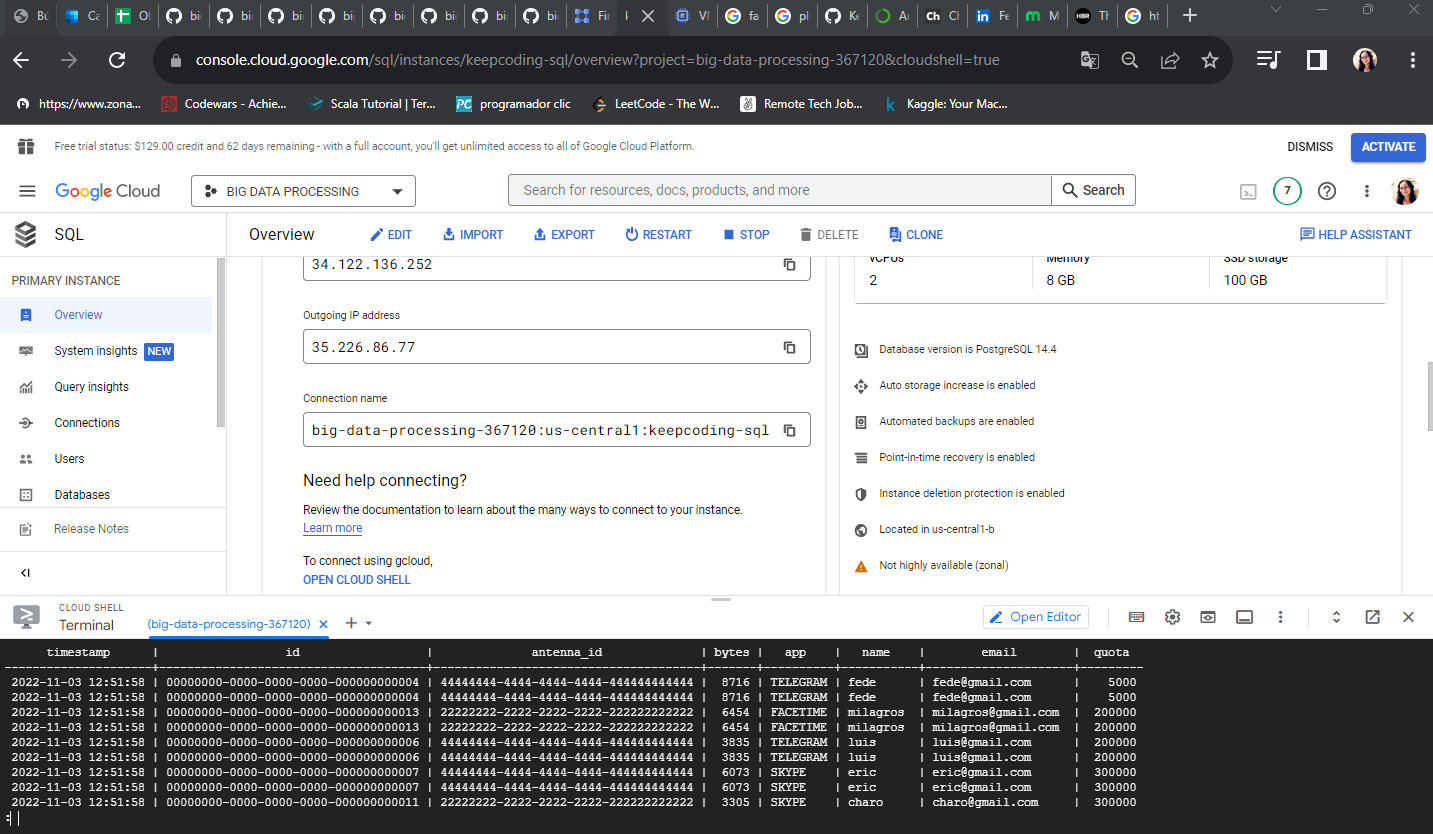 Bú
Ca
Ol
big
bi
bi
bi
bi
bi
bi
bi
Fir
VI
fa
pl
Ke
Ar
Ch Cl
in Fe
M
HBR Tl
ht
console.cloud.google.com/sql/instances/keepcoding-sql/overview?project=big-data-processing-367120&cloudshell=true
https://www.zona...
Codewars - Achie...
Scala Tutorial | Ter...
PC programador clic
LeetCode - The W...
Remote Tech Job...
k Kaggle: Your Mac...
Free trial status: $129.00 credit and 62 days remaining - with a full account, you'll get unlimited access to all of Google Cloud Platform.
DISMISS
ACTIVATE
Google Cloud
BIG DATA PROCESSING
Search for resources, docs, products, and more
Search
7
SQL
Overview
EDIT
IMPORT
EXPORT
RESTART
STOP
DELETE
CLONE
HELP ASSISTANT
PRIMARY INSTANCE
Overview
System insights NEW
Query insights
Connections
Users
Databases
Release Notes
34.122.136.252
Outgoing IP address
35.226.86.77
Connection name
big-data-processing-367120:us-central1:keepcoding-sql
Need help connecting?
Review the documentation to learn about the many ways to connect to your instance.
Learn more
To connect using gcloud,
OPEN CLOUD SHELL
vCPUs
Memory
SSD storage
2
8 GB
100 GB
Database version is PostgreSQL 14.4
Auto storage increase is enabled
Automated backups are enabled
Point-in-time recovery is enabled
Instance deletion protection is enabled
Located in us-central1-b
Not highly available (zonal)
CLOUD SHELL
Terminal
(big-data-processing-367120)
Open Editor
timestamp | id | antenna_id | bytes | app | name | email | quota
2022-11-03 12:51:58 | 00000000-0000-0000-0000-000000000004 | 44444444-4444-4444-4444-444444444444 | 8716 | TELEGRAM | fede | fede@gmail.com | 5000
2022-11-03 12:51:58 | 00000000-0000-0000-0000-000000000004 | 44444444-4444-4444-4444-444444444444 | 8716 | TELEGRAM | fede | fede@gmail.com | 5000
2022-11-03 12:51:58 | 00000000-0000-0000-0000-000000000013 | 22222222-2222-2222-2222-222222222222 | 6454 | FACETIME | milagros | milagros@gmail.com | 200000
2022-11-03 12:51:58 | 00000000-0000-0000-0000-000000000013 | 22222222-2222-2222-2222-222222222222 | 6454 | FACETIME | milagros | milagros@gmail.com | 200000
2022-11-03 12:51:58 | 00000000-0000-0000-0000-000000000006 | 44444444-4444-4444-4444-444444444444 | 3835 | TELEGRAM | luis | luis@gmail.com | 200000
2022-11-03 12:51:58 | 00000000-0000-0000-0000-000000000006 | 44444444-4444-4444-4444-444444444444 | 3835 | TELEGRAM | luis | luis@gmail.com | 200000
2022-11-03 12:51:58 | 00000000-0000-0000-0000-000000000007 | 44444444-4444-4444-4444-444444444444 | 6073 | SKYPE | eric | eric@gmail.com | 300000
2022-11-03 12:51:58 | 00000000-0000-0000-0000-000000000007 | 44444444-4444-4444-4444-444444444444 | 6073 | SKYPE | eric | eric@gmail.com | 300000
2022-11-03 12:51:58 | 00000000-0000-0000-0000-000000000011 | 22222222-2222-2222-2222-222222222222 | 3305 | SKYPE | charo | charo@gmail.com | 300000
: